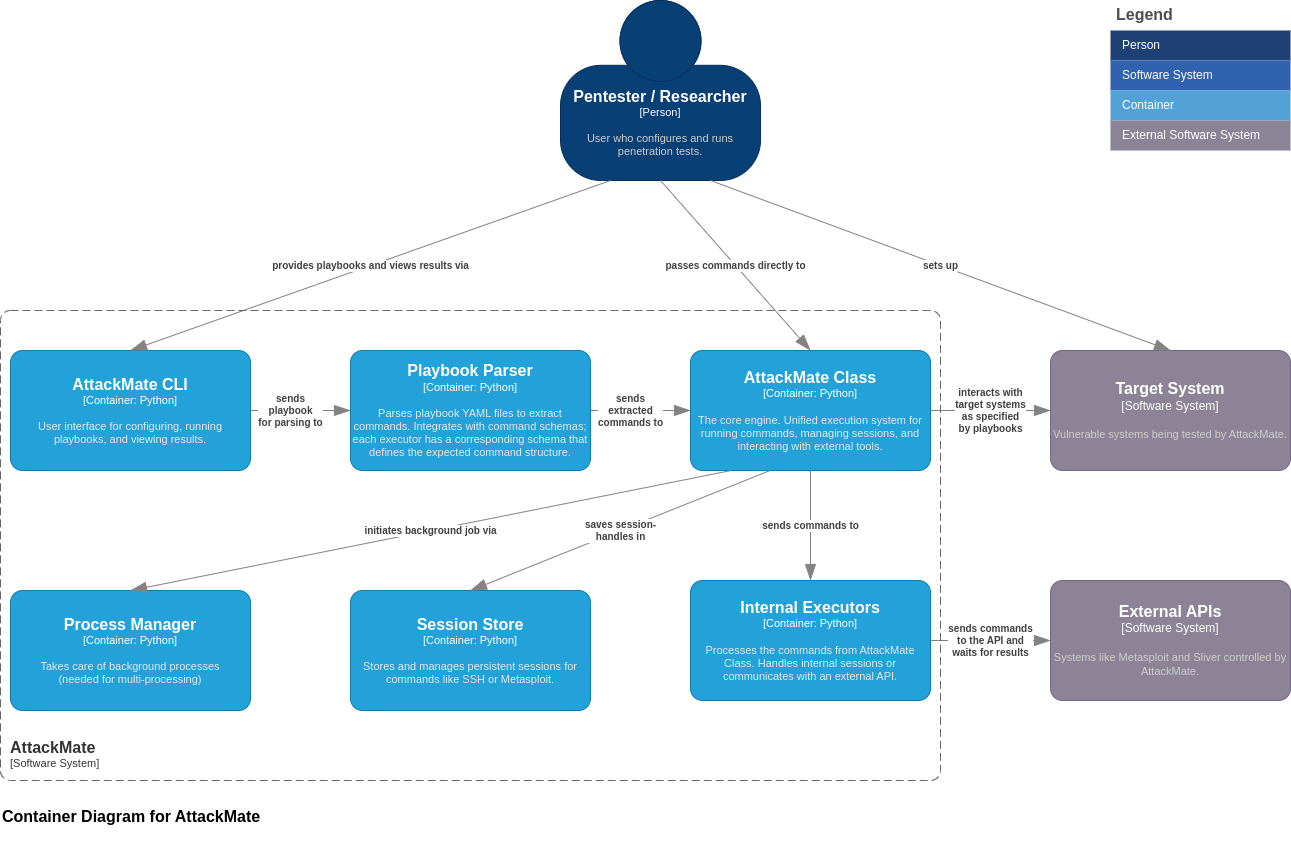 Legend
Person
Software System
Container
External Software System
Pentester / Researcher
[Person]
User who configures and runs
penetration tests.
provides playbooks and views results via
passes commands directly to
sets up
AttackMate CLI
[Container: Python]
User interface for configuring, running
playbooks, and viewing results.
sends
playbook
for parsing to
Playbook Parser
[Container: Python]
Parses playbook YAML files to extract
commands. Integrates with command schemas;
each executor has a corresponding schema that
defines the expected command structure.
sends
extracted
commands to
AttackMate Class
[Container: Python]
The core engine. Unified execution system for
running commands, managing sessions, and
interacting with external tools.
interacts with
target systems
as specified
by playbooks
Target System
[Software System]
Vulnerable systems being tested by AttackMate.
initiates background job via
saves session-
handles in
sends commands to
Process Manager
[Container: Python]
Takes care of background processes
(needed for multi-processing)
Session Store
[Container: Python]
Stores and manages persistent sessions for
commands like SSH or Metasploit.
Internal Executors
[Container: Python]
Processes the commands from AttackMate
Class. Handles internal sessions or
communicates with an external API.
sends commands
to the API and
waits for results
External APIs
[Software System]
Systems like Metasploit and Sliver controlled by
AttackMate.
AttackMate
[Software System]
Container Diagram for AttackMate